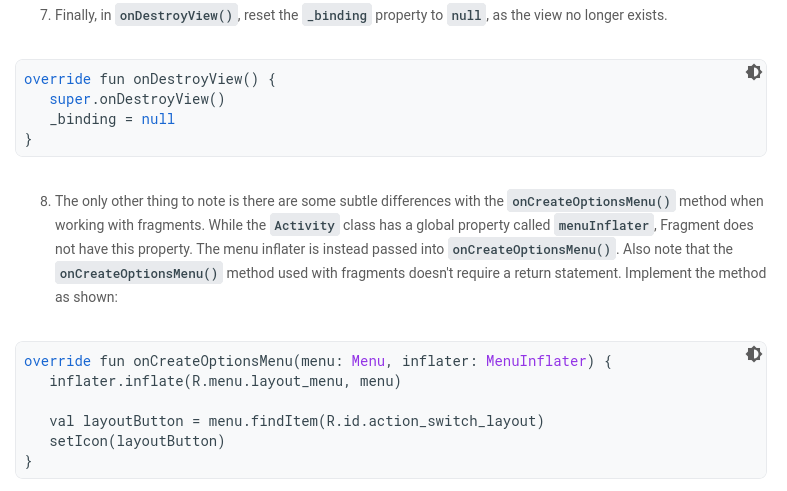 7. Finally, in onDestroyView(), reset the _binding property to null, as the view no longer exists.
override fun onDestroyView() {
   super.onDestroyView()
   _binding = null
}
8. The only other thing to note is there are some subtle differences with the onCreateOptionsMenu() method when
working with fragments. While the Activity class has a global property called menuInflater, Fragment does
not have this property. The menu inflater is instead passed into onCreateOptionsMenu(). Also note that the
onCreateOptionsMenu() method used with fragments doesn't require a return statement. Implement the method
as shown:
override fun onCreateOptionsMenu(menu: Menu, inflater: MenuInflater) {
   inflater.inflate(R.menu.layout_menu, menu)
   val layoutButton = menu.findItem(R.id.action_switch_layout)
   setIcon(layoutButton)
}